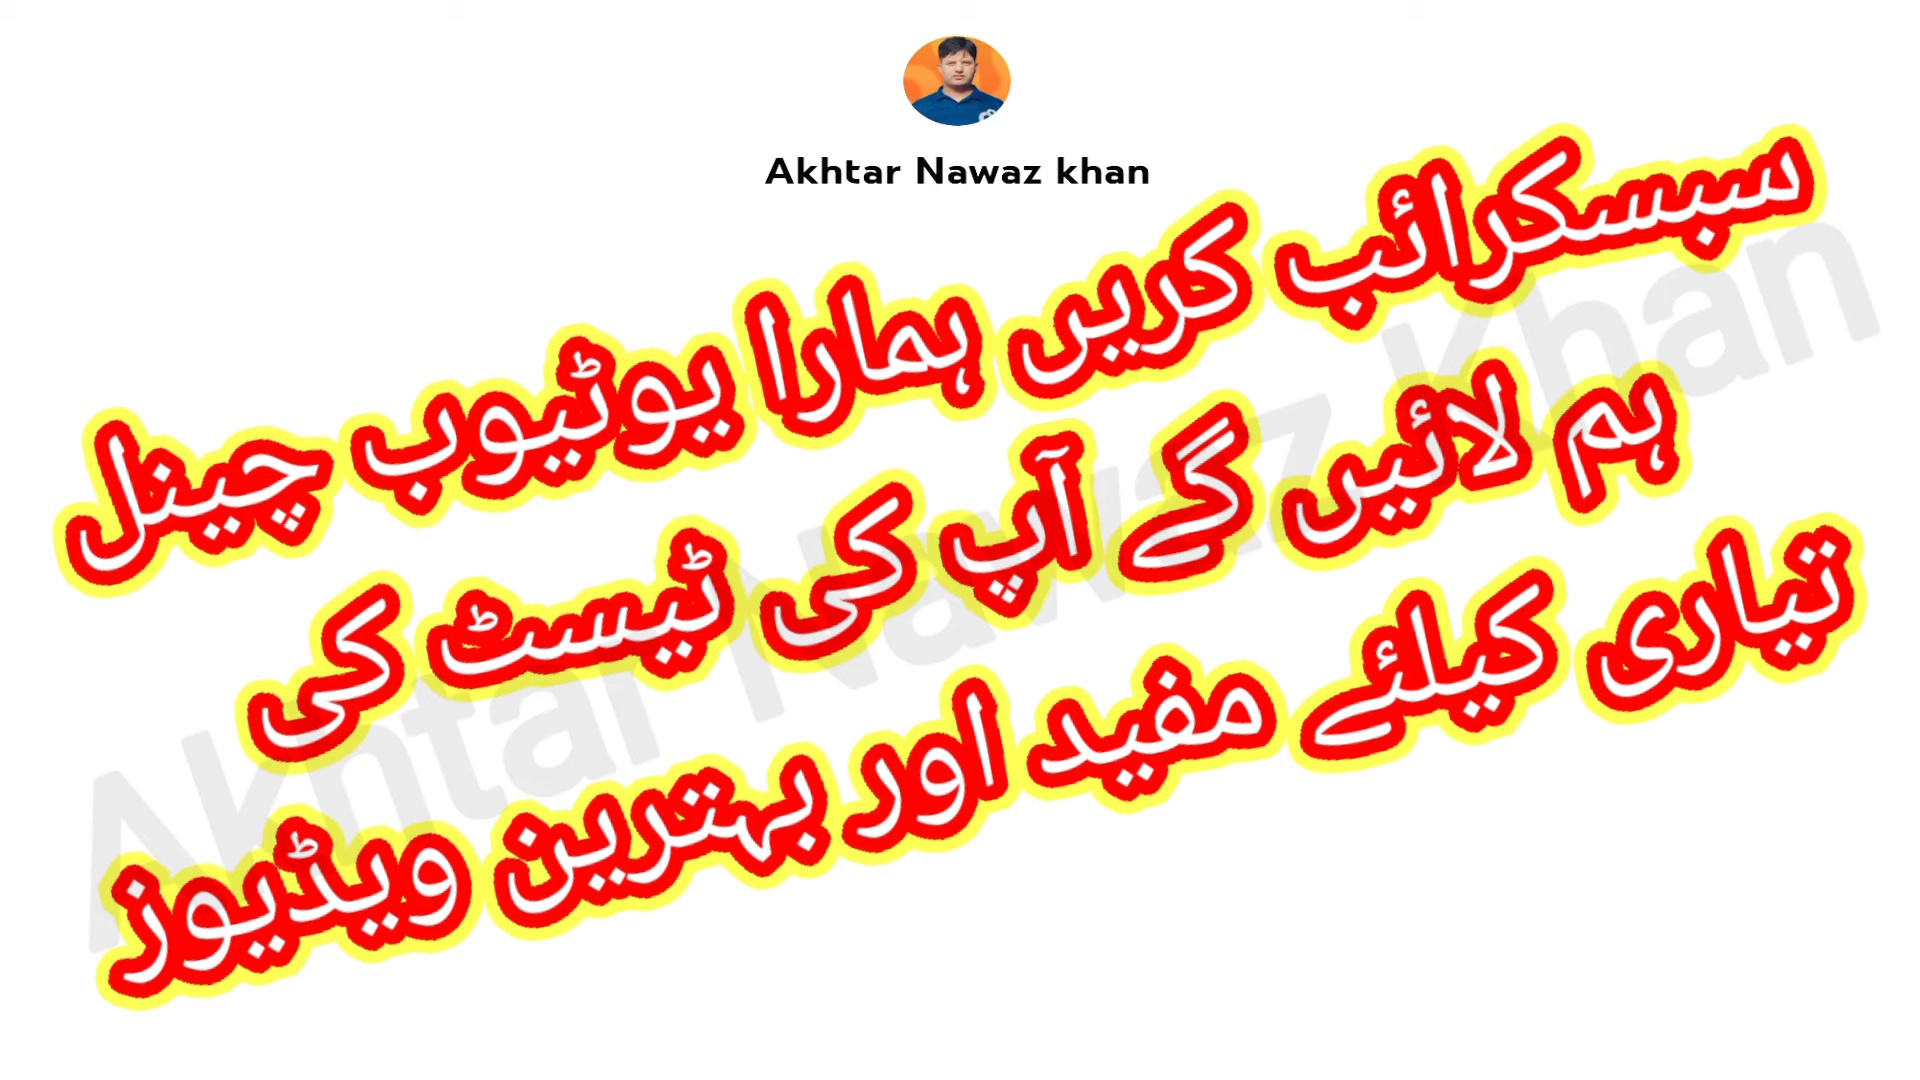 Akhtar Nawaz khan
سبسکرائب کریں ہمارا یوٹیوب چینل
ہم لائیں گے آپ کی ٹیسٹ کی
تیاری کیلئے مفید اور بہترین ویڈیوز
Akhtar Nawaz Khan